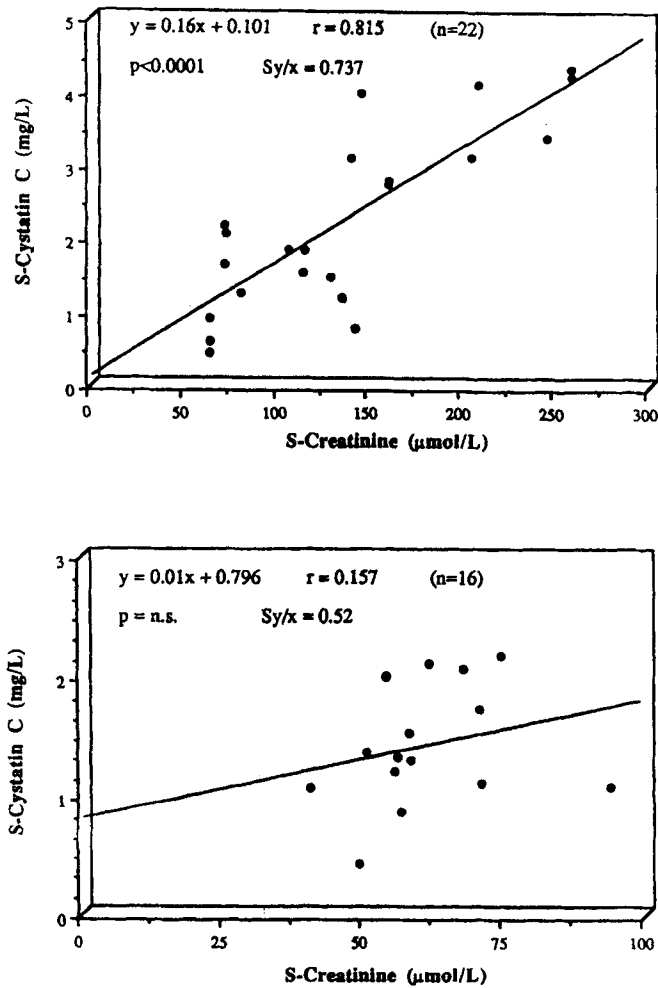 y = 0.16x + 0.101 r = 0.815 (n=22)
p<0.0001 Sy/x = 0.737
S-Cystatin C (mg/L)
5
4
3
2
1
0
0 50 100 150 200 250 300
S-Creatinine (μmol/L)
y = 0.01x + 0.796 r = 0.157 (n=16)
p = n.s. Sy/x = 0.52
S-Cystatin C (mg/L)
3
2
1
0
0 25 50 75 100
S-Creatinine (μmol/L)